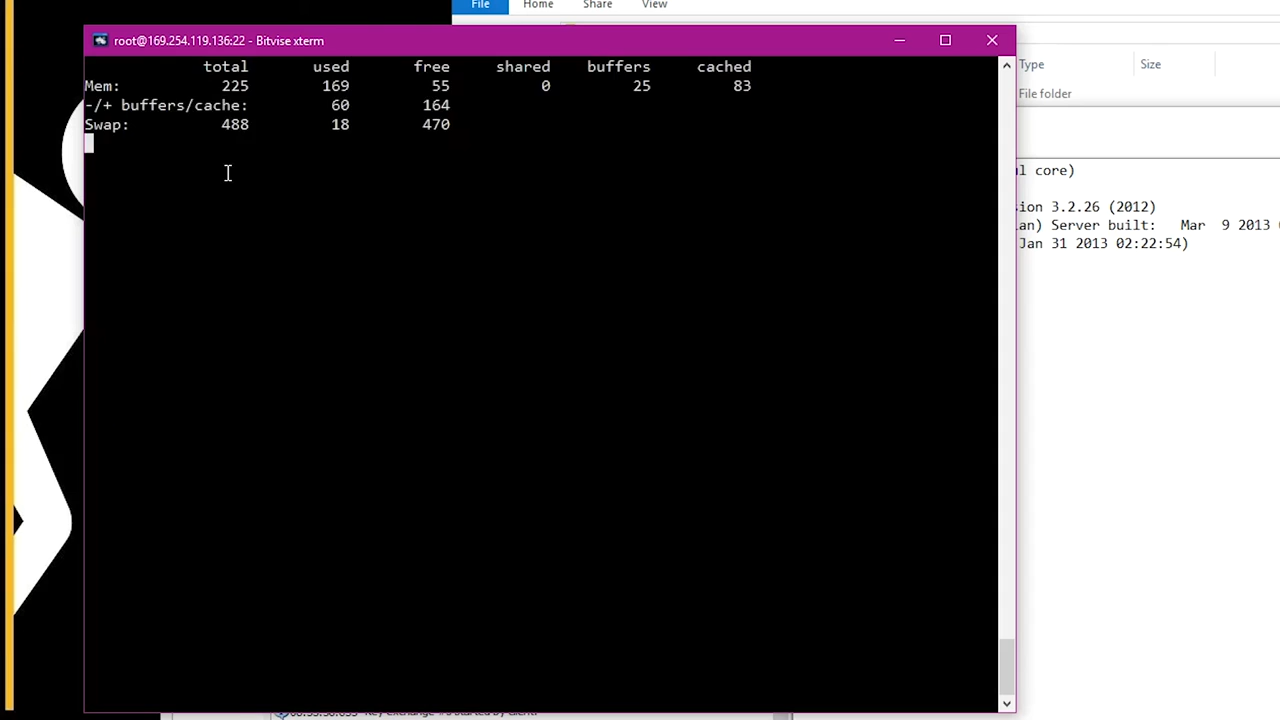 File Home Share View
root@169.254.119.136:22 - Bitvise xterm
total used free shared buffers cached
Mem: 225 169 55 0 25 83
-/+ buffers/cache: 60 164
Swap: 488 18 470
Type Size
File folder
l core)
sion 3.2.26 (2012)
an) Server built: Mar 9 2013
Jan 31 2013 02:22:54)